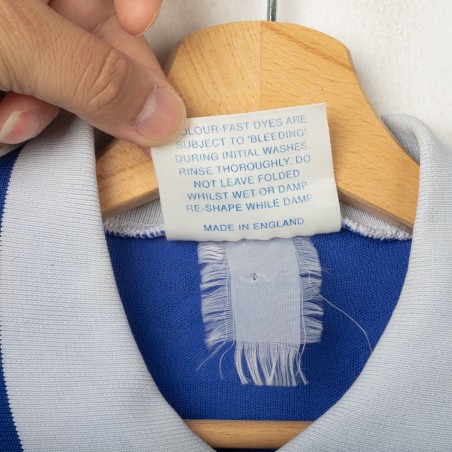 OLOUR-FAST DYES ARE
SUBJECT TO 'BLEEDING'
DURING INITIAL WASHES.
RINSE THOROUGHLY. DO
NOT LEAVE FOLDED
WHILST WET OR DAMP.
RE-SHAPE WHILE DAMP
MADE IN ENGLAND